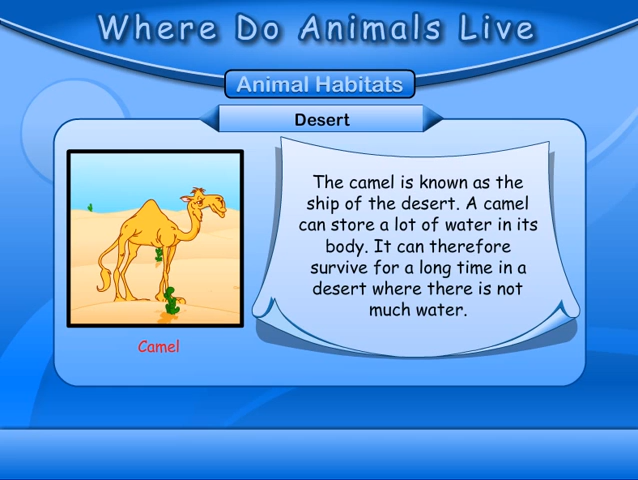 Where Do Animals Live
Animal Habitats
Desert
The camel is known as the
ship of the desert. A camel
can store a lot of water in its
body. It can therefore
survive for a long time in a
desert where there is not
much water.
Camel